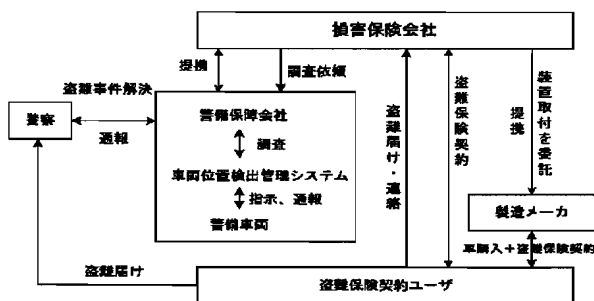 損害保険会社
提携
調査依頼
盗難事件解決
警察
通報
警備保障会社
調査
車両位置検出管理システム
指示、通報
警備車両
盗難届け・連絡
盗難保険契約
提携
装置取付を委託
製造メーカ
車購入＋盗難保険契約
盗難届け
盗難保険契約ユーザ